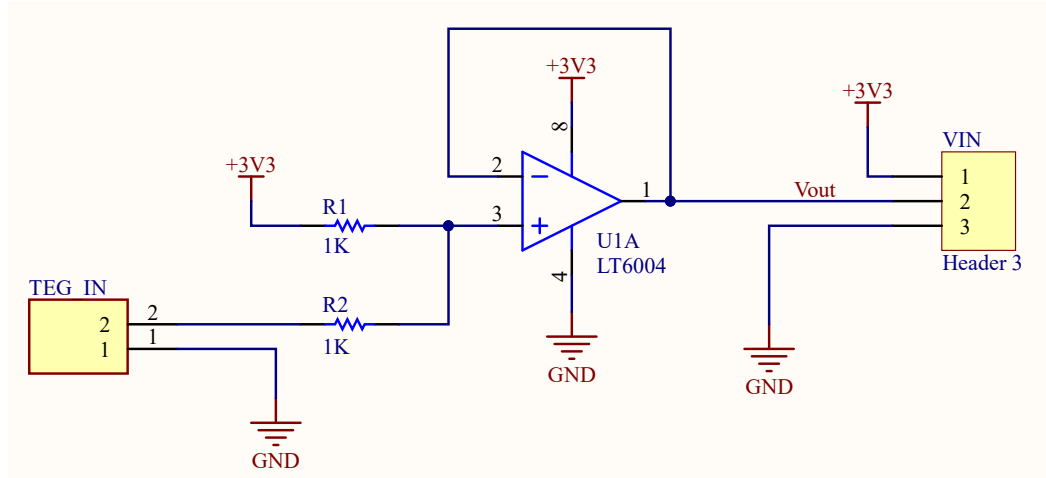 +3V3
8
2
1
3
4
U1A
LT6004
+3V3
R1
1K
R2
1K
TEG IN
2
1
2
1
GND
GND
+3V3
VIN
1
2
3
Header 3
Vout
GND